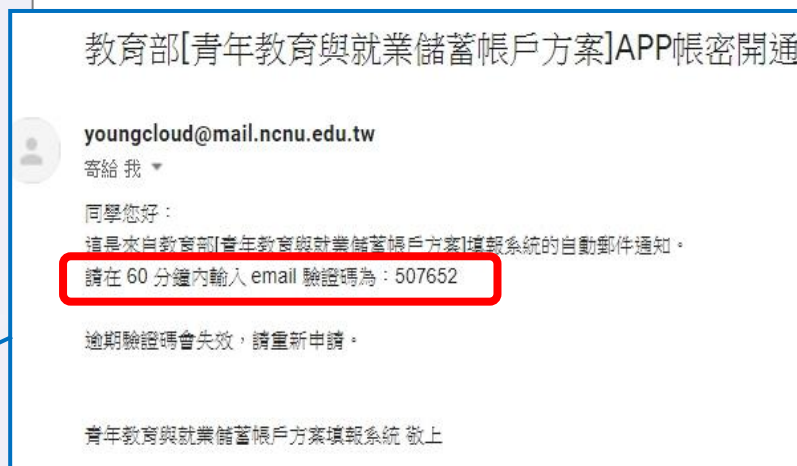 教育部[青年教育與就業儲蓄帳戶方案]APP帳密開通
youngcloud@mail.ncnu.edu.tw
寄給 我
同學您好：
這是來自教育部[青年教育與就業儲蓄帳戶方案]填報系統的自動郵件通知。
請在 60 分鐘內輸入 email 驗證碼為：507652
逾期驗證碼會失效，請重新申請。
青年教育與就業儲蓄帳戶方案填報系統 敬上